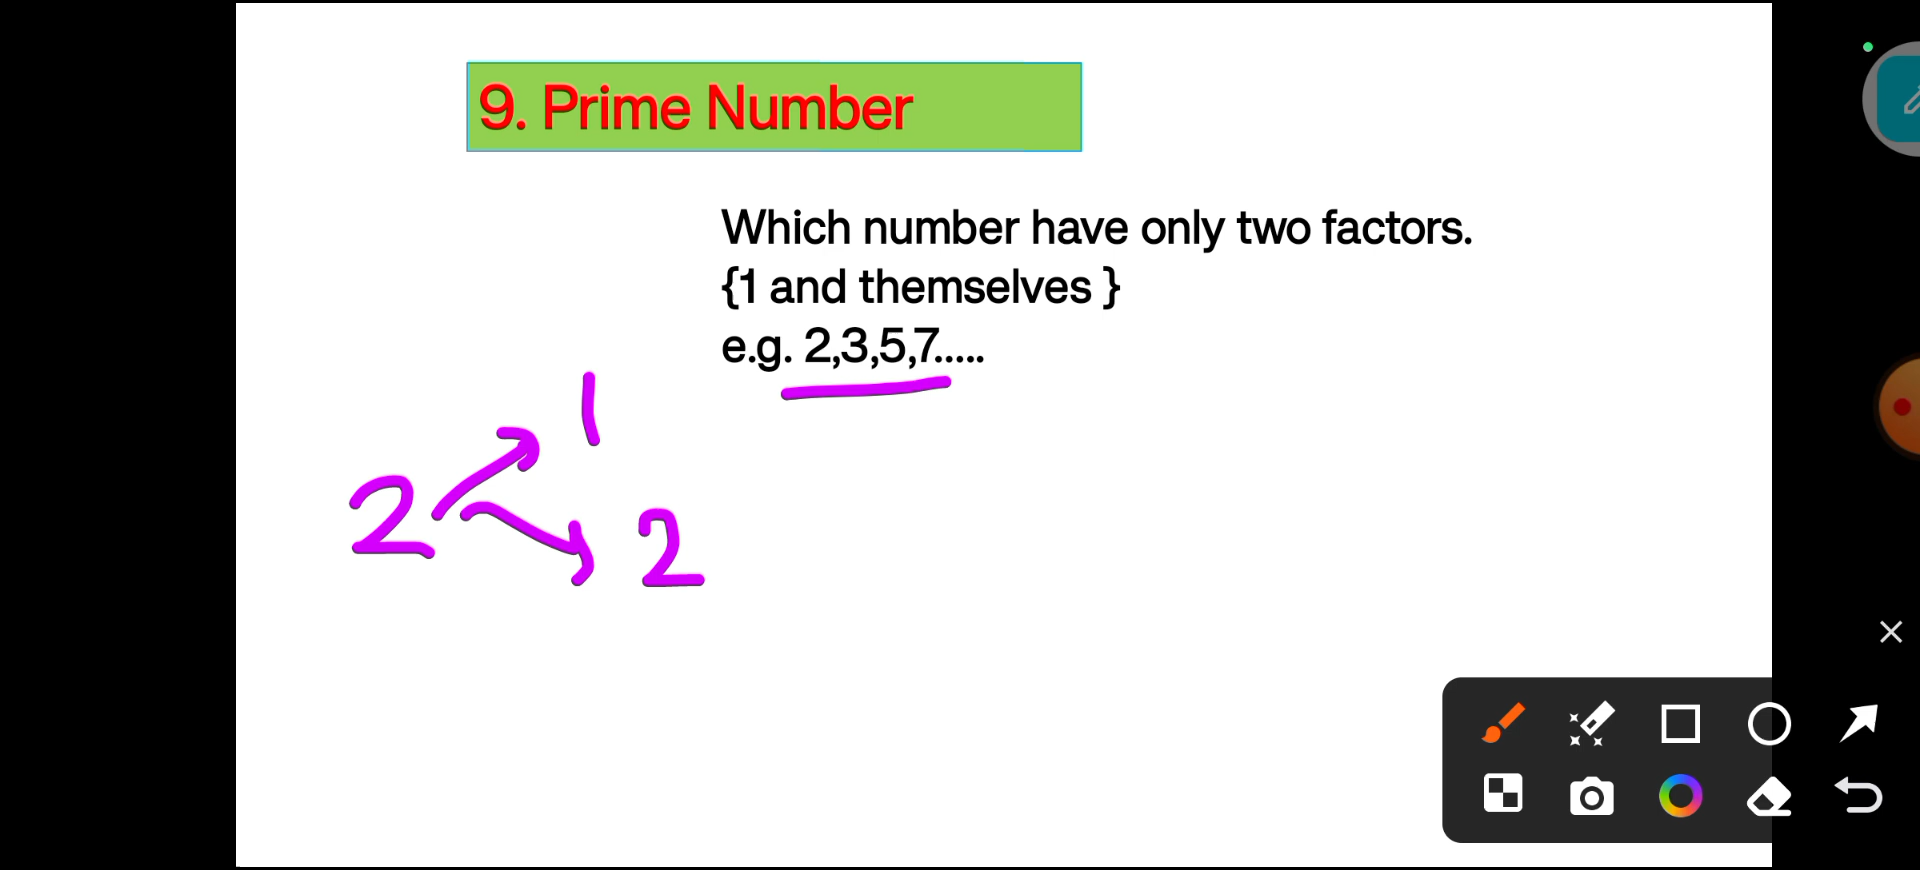 9. Prime Number
Which number have only two factors.
{1 and themselves }
e.g. 2,3,5,7.....
1
2
2